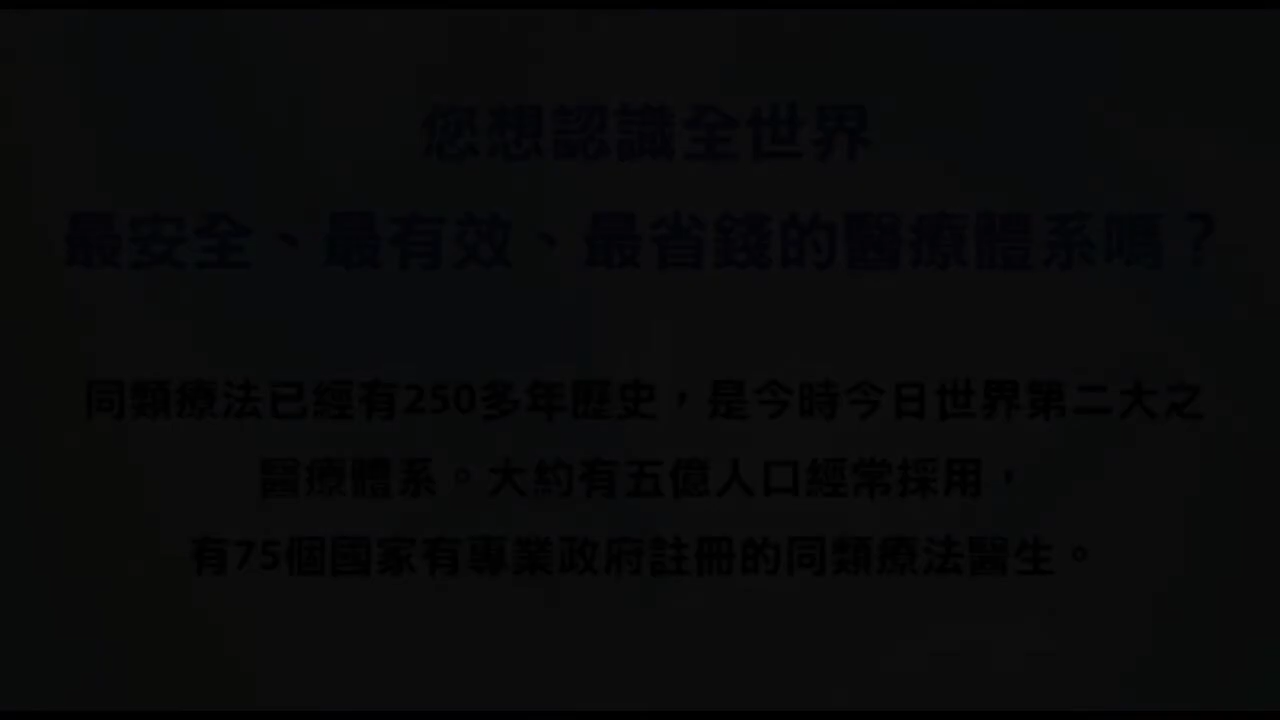 您想認識全世界
最安全、最有效、最省錢的醫療體系嗎？
同類療法已經有250多年歷史，是今時今日世界第二大之
醫療體系。大約有五億人口經常採用，
有75個國家有專業政府註冊的同類療法醫生。